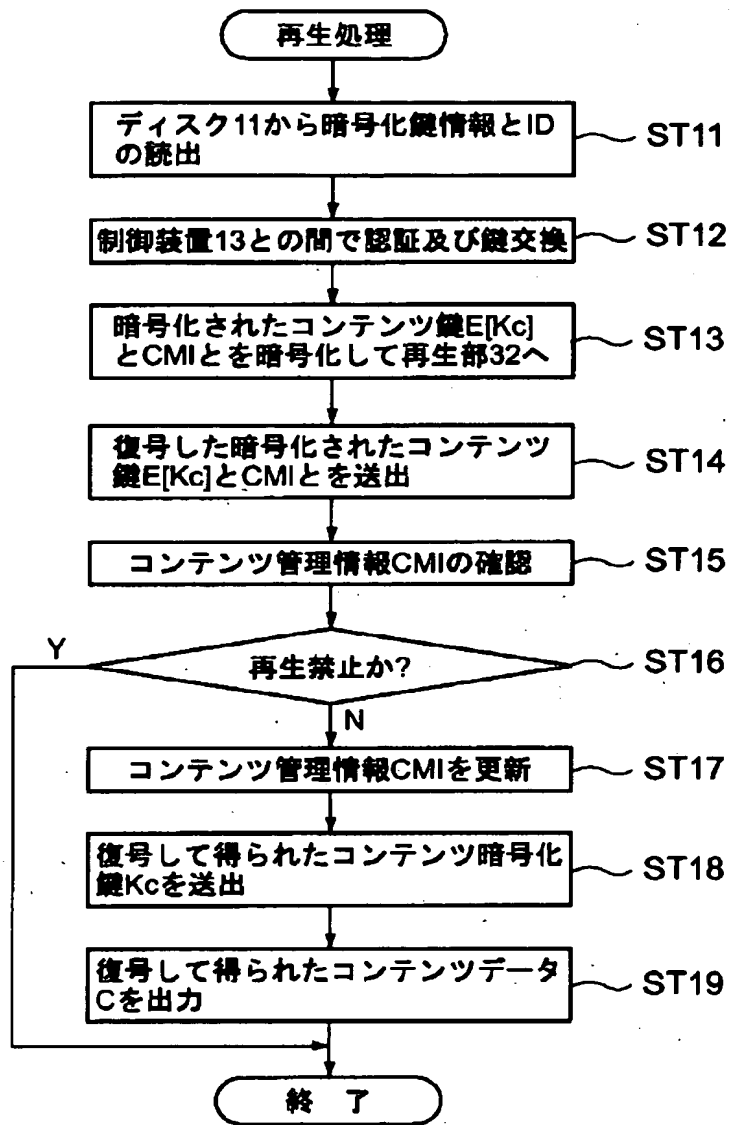 再生処理
ディスク11から暗号化鍵情報とID
の読出
ST11
制御装置13との間で認証及び鍵交換
ST12
暗号化されたコンテンツ鍵E[Kc]
とCMIとを暗号化して再生部32へ
ST13
復号した暗号化されたコンテンツ
鍵E[Kc]とCMIとを送出
ST14
コンテンツ管理情報CMIの確認
ST15
Y
再生禁止か?
ST16
N
コンテンツ管理情報CMIを更新
ST17
復号して得られたコンテンツ暗号化
鍵Kcを送出
ST18
復号して得られたコンテンツデータ
Cを出力
ST19
終 了